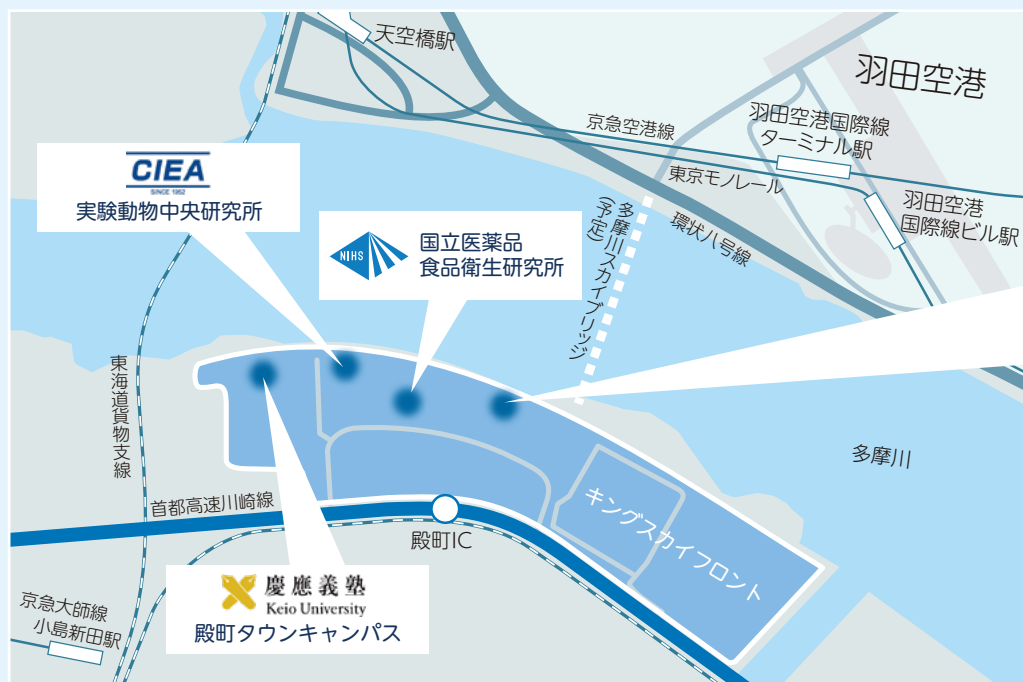 天空橋駅
羽田空港
京急空港線
羽田空港国際線
ターミナル駅
東京モノレール
羽田空港
国際線ビル駅
環状八号線
多摩川スカイブリッジ
(予定)
CIEA
SINCE 1952
実験動物中央研究所
NIHS
国立医薬品
食品衛生研究所
東海道貨物支線
多摩川
首都高速川崎線
殿町IC
キングスカイフロント
慶應義塾
Keio University
殿町タウンキャンパス
京急大師線
小島新田駅